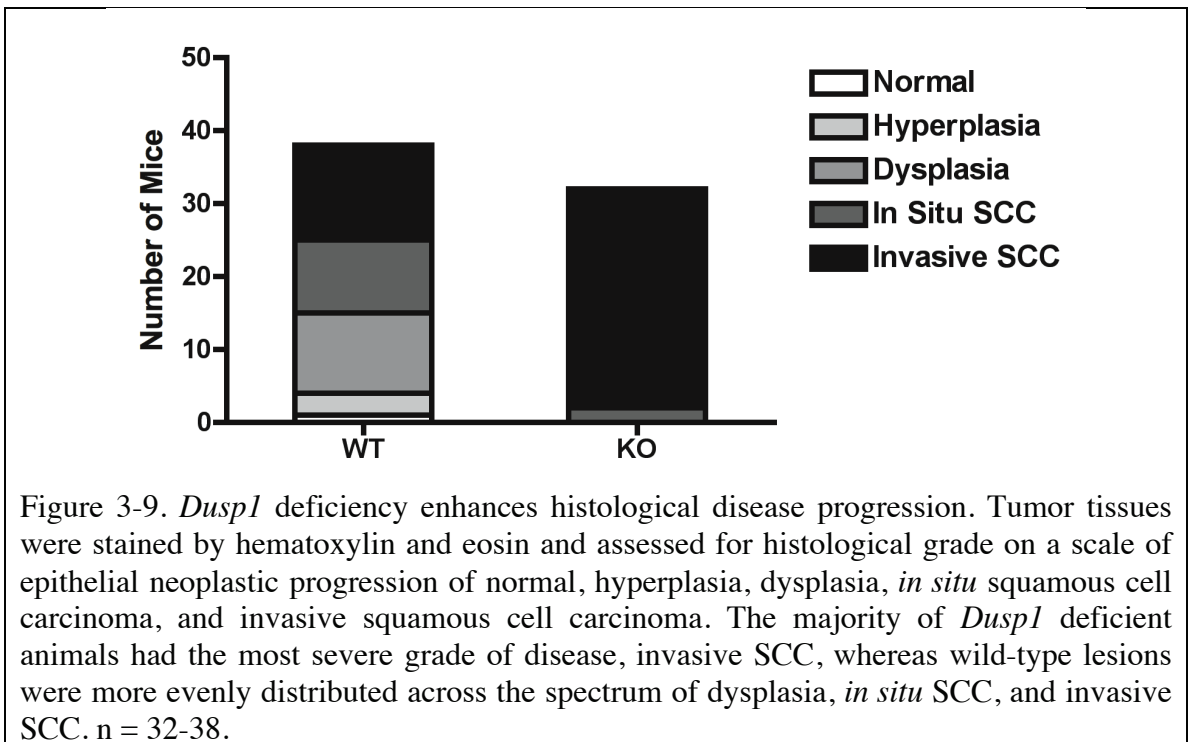 50
40
30
20
10
0
Number of Mice
WT
KO
Normal
Hyperplasia
Dysplasia
In Situ SCC
Invasive SCC
Figure 3-9. Dusp1 deficiency enhances histological disease progression. Tumor tissues
were stained by hematoxylin and eosin and assessed for histological grade on a scale of
epithelial neoplastic progression of normal, hyperplasia, dysplasia, in situ squamous cell
carcinoma, and invasive squamous cell carcinoma. The majority of Dusp1 deficient
animals had the most severe grade of disease, invasive SCC, whereas wild-type lesions
were more evenly distributed across the spectrum of dysplasia, in situ SCC, and invasive
SCC. n = 32-38.